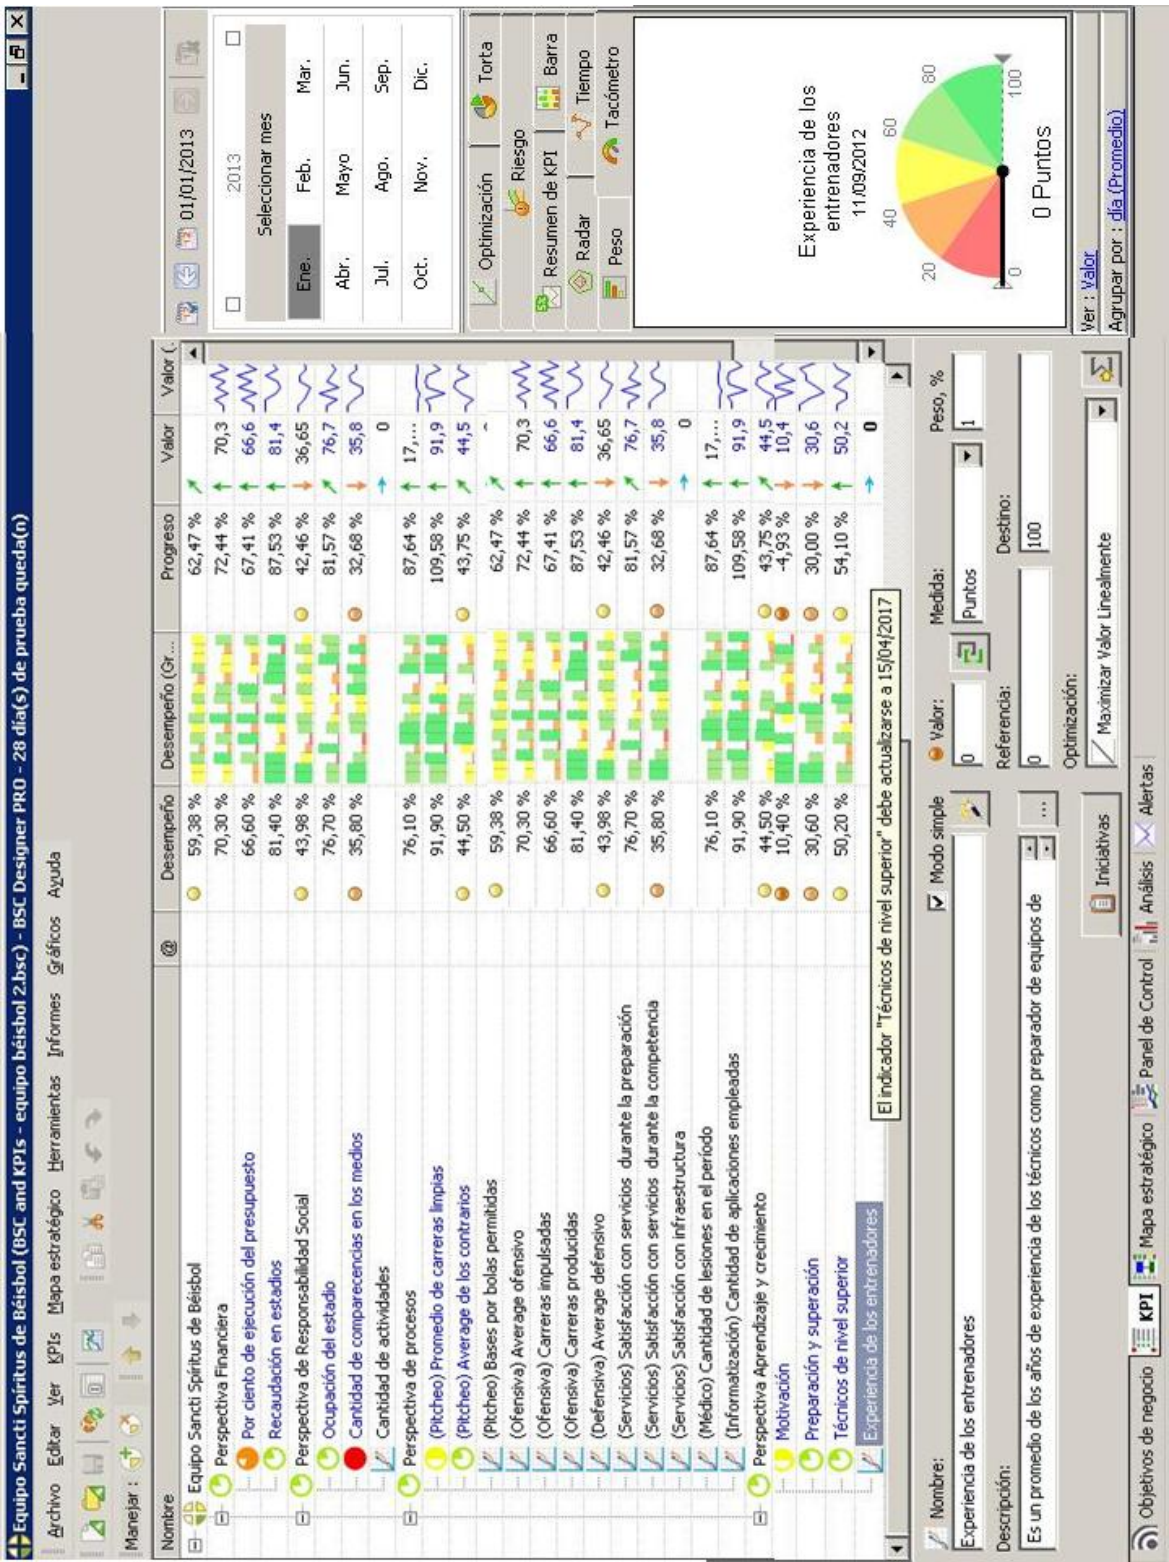 Equipo Sancti Spíritus de Béisbol (BSC and KPIs - equipo béisbol 2.bsc) - BSC Designer PRO - 28 día(s) de prueba queda(n)
Archivo Editar Ver KPIs Mapa estratégico Herramientas Informes Gráficos Ayuda
Manejar :
Nombre @ Desempeño Desempeño (Gr... Progreso Valor Valor (.
Equipo Sancti Spíritus de Béisbol 59,38 % 62,47 %
Perspectiva Financiera 70,30 % 72,44 % 70,3
Por ciento de ejecución del presupuesto 66,60 % 67,41 % 66,6
Recaudación en estadios 81,40 % 87,53 % 81,4
Perspectiva de Responsabilidad Social 43,98 % 42,46 % 36,65
Ocupación del estadio 76,70 % 81,57 % 76,7
Cantidad de comparecencias en los medios 35,80 % 32,68 % 35,8
Cantidad de actividades 0
Perspectiva de procesos 76,10 % 87,64 % 17,...
(Pitcheo) Promedio de carreras limpias 91,90 % 109,58 % 91,9
(Pitcheo) Average de los contrarios 44,50 % 43,75 % 44,5
(Pitcheo) Bases por bolas permitidas 59,38 % 62,47 %
(Ofensiva) Average ofensivo 70,30 % 72,44 % 70,3
(Ofensiva) Carreras impulsadas 66,60 % 67,41 % 66,6
(Ofensiva) Carreras producidas 81,40 % 87,53 % 81,4
(Defensiva) Average defensivo 43,98 % 42,46 % 36,65
(Servicios) Satisfacción con servicios durante la preparación 76,70 % 81,57 % 76,7
(Servicios) Satisfacción con servicios durante la competencia 35,80 % 32,68 % 35,8
(Servicios) Satisfacción con infraestructura 0
(Médico) Cantidad de lesiones en el período 76,10 % 87,64 % 17,...
(Informatización) Cantidad de aplicaciones empleadas 91,90 % 109,58 % 91,9
Perspectiva Aprendizaje y crecimiento 44,50 % 43,75 % 44,5
Motivación 10,40 % -4,93 % 10,4
Preparación y superación 30,60 % 30,00 % 30,6
Técnicos de nivel superior 50,20 % 54,10 % 50,2
Experiencia de los entrenadores 0
El indicador "Técnicos de nivel superior" debe actualizarse a 15/04/2017
Nombre: Modo simple Valor: Medida: Peso, %
Experiencia de los entrenadores 0 Puntos 1
Descripción: Referencia: Destino:
Es un promedio de los años de experiencia de los técnicos como preparador de equipos de ... 0 100
Optimización:
Iniciativas Maximizar Valor Linealmente
Objetivos de negocio KPI Mapa estratégico Panel de Control Análisis Alertas
01/01/2013
2013
Seleccionar mes
Ene. Feb. Mar.
Abr. Mayo Jun.
Jul. Ago. Sep.
Oct. Nov. Dic.
Optimización Torta
Riesgo
Resumen de KPI Barra
Radar Tiempo
Peso Tacómetro
Experiencia de los
entrenadores
11/09/2012
40 60
20 80
0 100
0 Puntos
Ver : Valor
Agrupar por : día (Promedio)